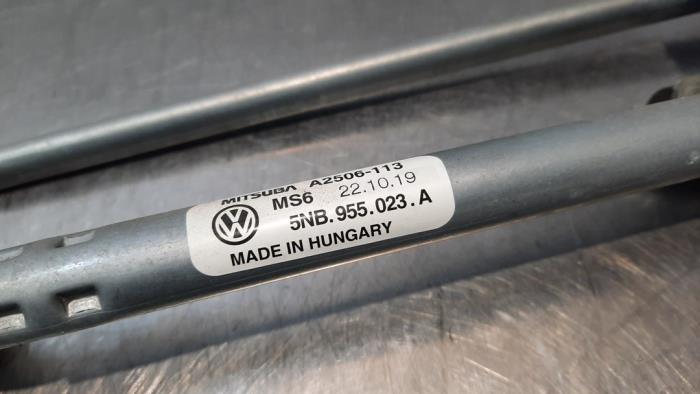 MITSUBA A2506-113
MS6 22.10.19
5NB.955.023.A
MADE IN HUNGARY